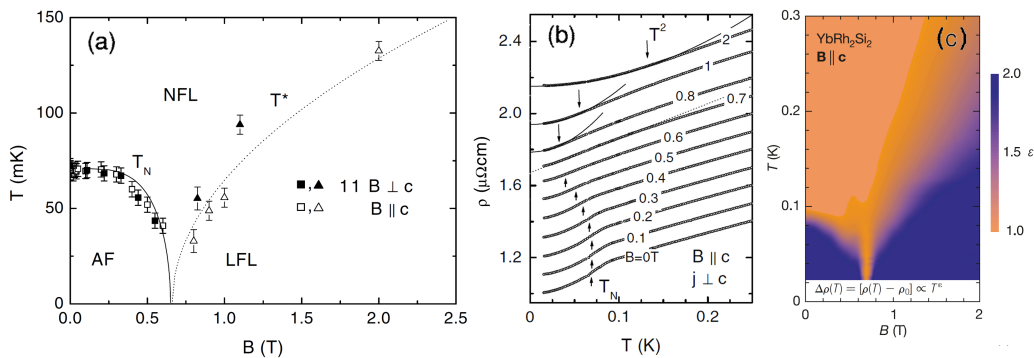 (a)
150
100
50
0
T (mK)
NFL
T*
T_N
11 B ⊥ c
B ∥ c
AF
LFL
0.0 0.5 1.0 1.5 2.0 2.5
B (T)
(b)
T²
2.4
2.0
1.6
1.2
ρ (μΩcm)
2
1
0.8
0.7
0.6
0.5
0.4
0.3
0.2
0.1
B=0T
B ∥ c
j ⊥ c
T_N
0.0 0.1 0.2
T (K)
(c)
YbRh₂Si₂
B ∥ c
0.3
0.2
0.1
0
T (K)
Δρ(T) = [ρ(T) − ρ₀] ∝ T^ε
0 1 2
B (T)
2.0
ε
1.0